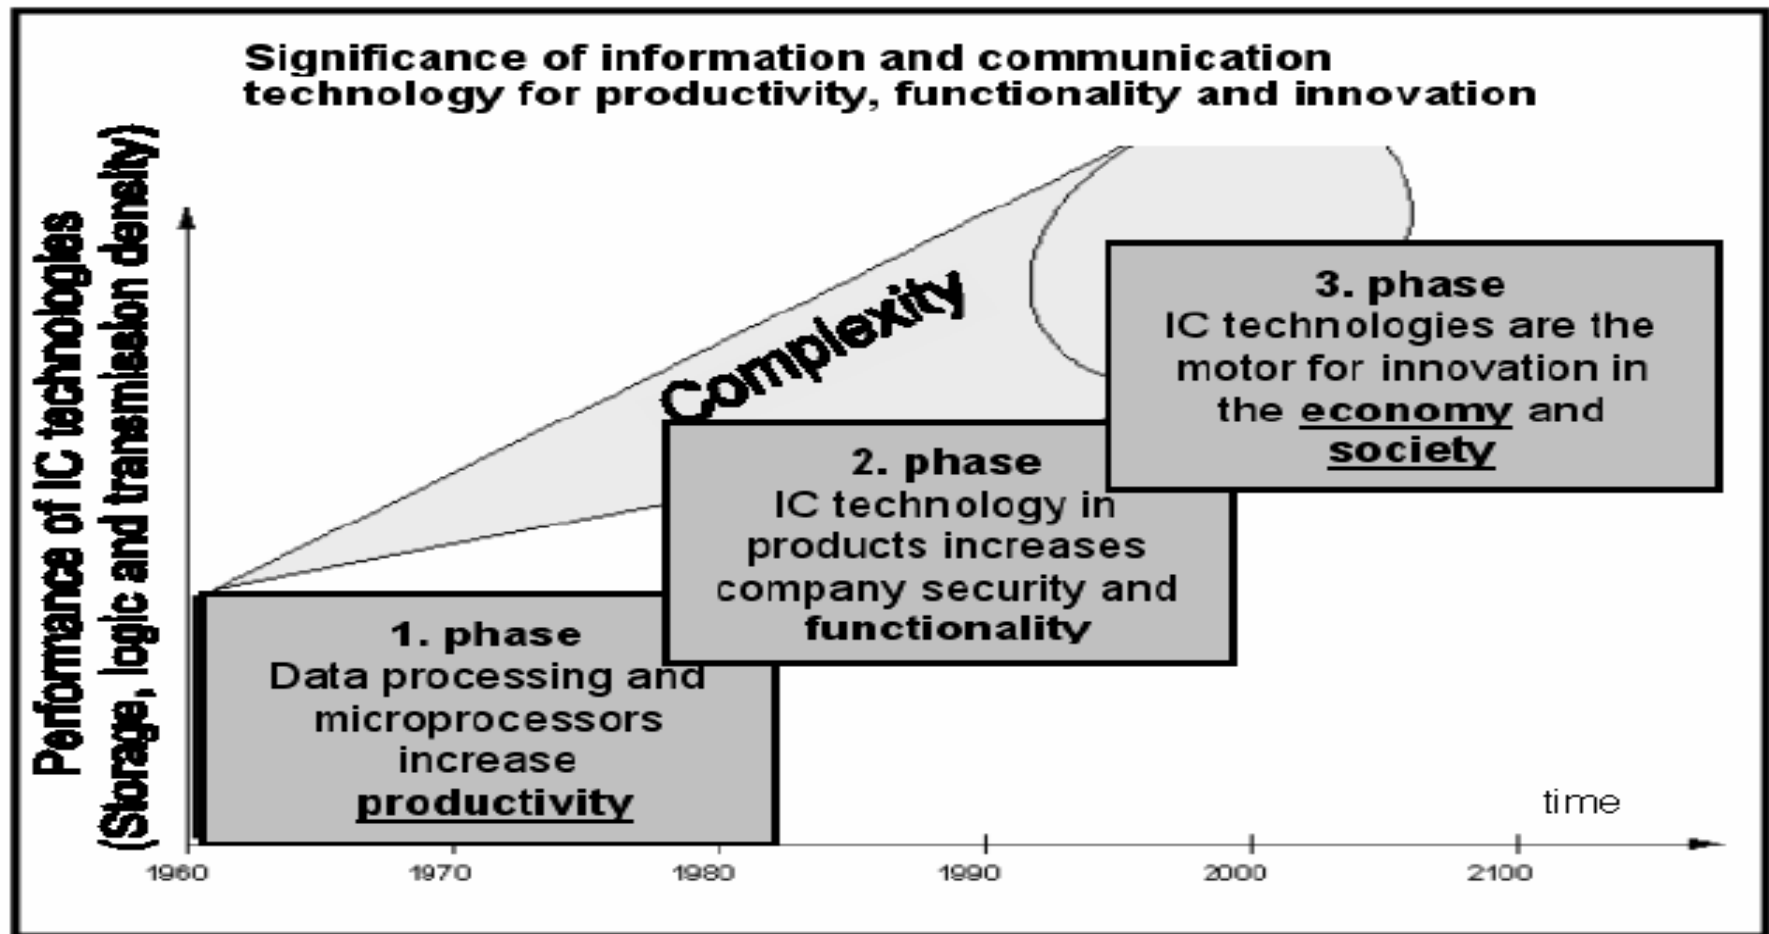 Significance of information and communication
technology for productivity, functionality and innovation
Performance of IC technologies
(Storage, logic and transmission density)
Complexity
3. phase
IC technologies are the
motor for innovation in
the economy and
society
2. phase
IC technology in
products increases
company security and
functionality
1. phase
Data processing and
microprocessors
increase
productivity
time
1960 1970 1980 1990 2000 2100